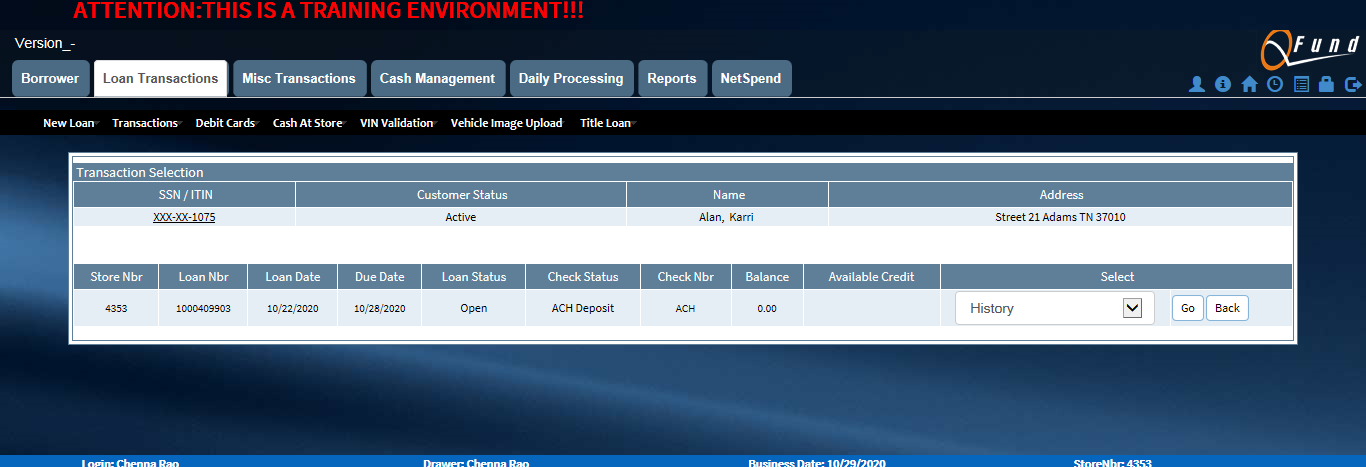 ATTENTION:THIS IS A TRAINING ENVIRONMENT!!!
Version_-
QFund
Borrower Loan Transactions Misc Transactions Cash Management Daily Processing Reports NetSpend
New Loan Transactions Debit Cards Cash At Store VIN Validation Vehicle Image Upload Title Loan
Transaction Selection
SSN / ITIN Customer Status Name Address
XXX-XX-1075 Active Alan, Karri Street 21 Adams TN 37010
Store Nbr Loan Nbr Loan Date Due Date Loan Status Check Status Check Nbr Balance Available Credit Select
4353 1000409903 10/22/2020 10/28/2020 Open ACH Deposit ACH 0.00 History Go Back
Login: Chenna Rao Drawer: Chenna Rao Business Date: 10/29/2020 StoreNbr: 4353